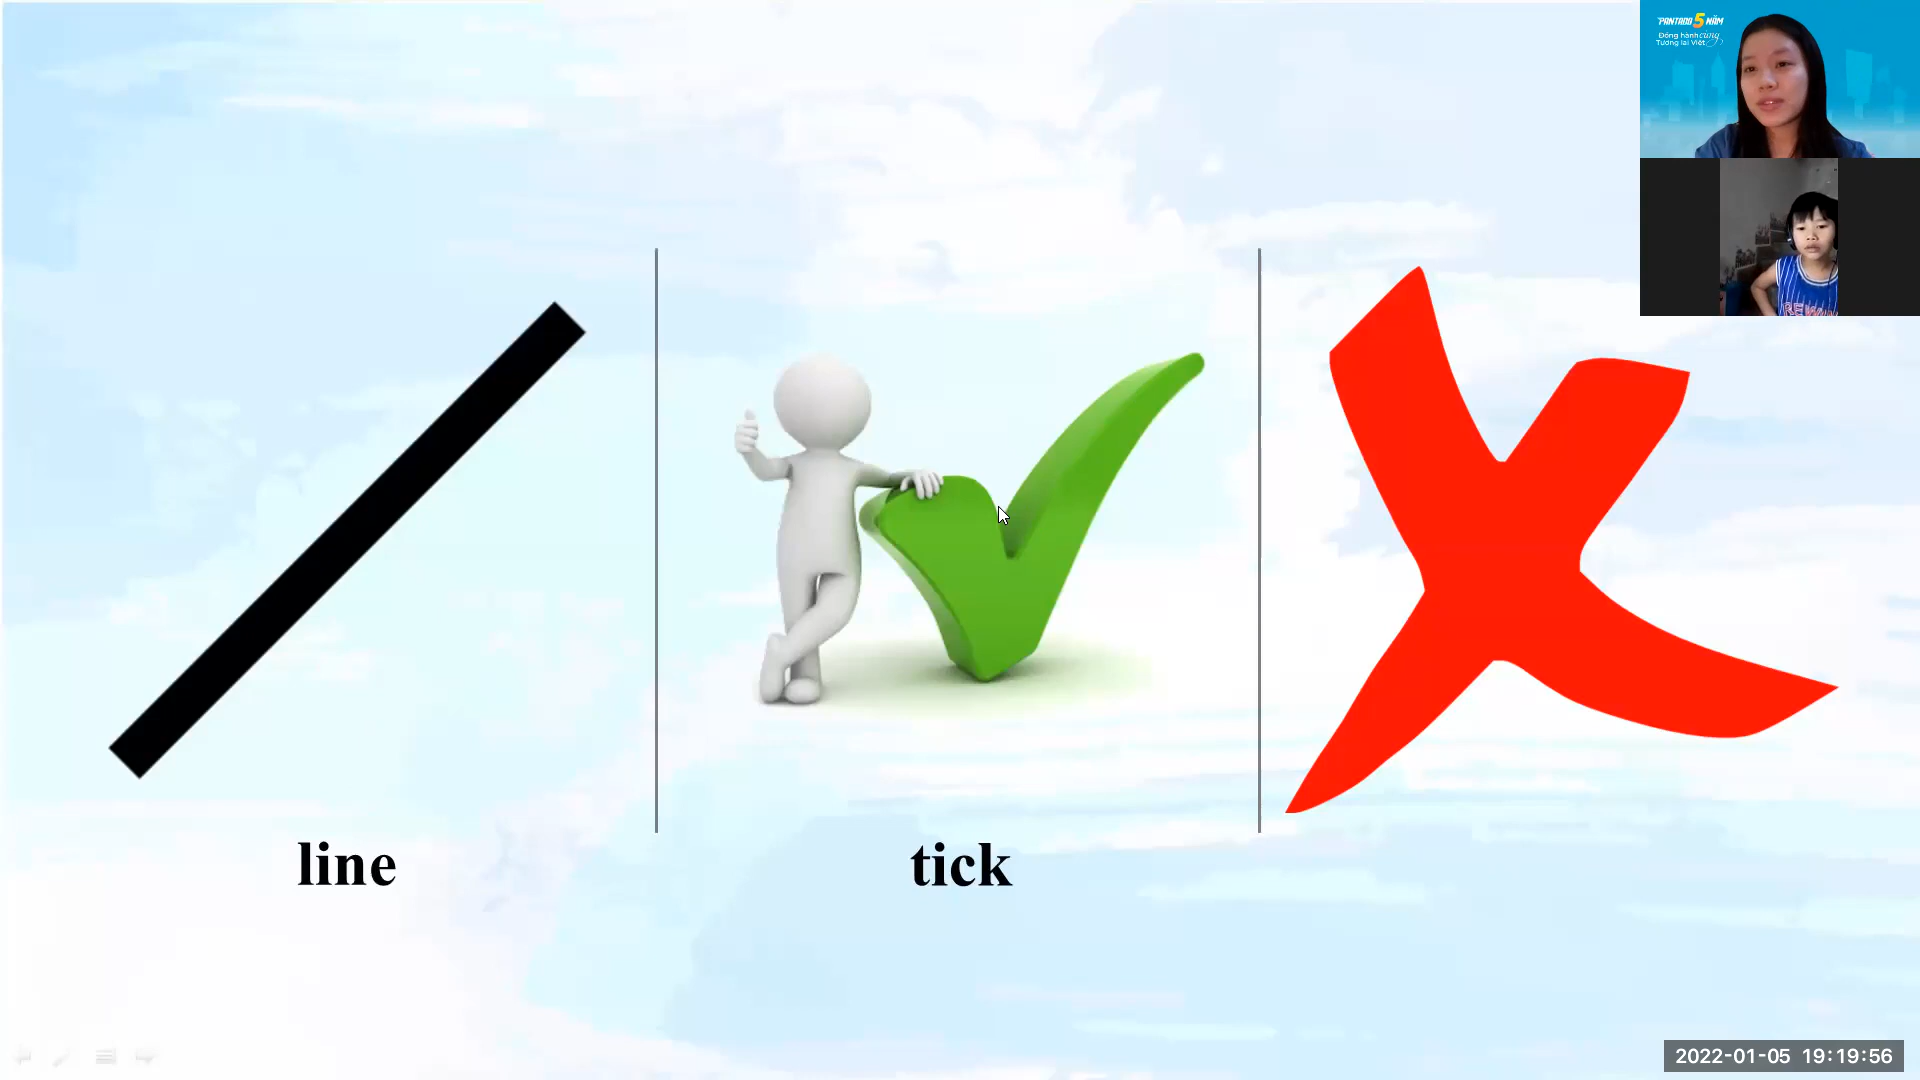 PANTADO 5 NĂM
Đồng hành cùng
Tương lai Việt
line
tick
2022-01-05 19:19:56